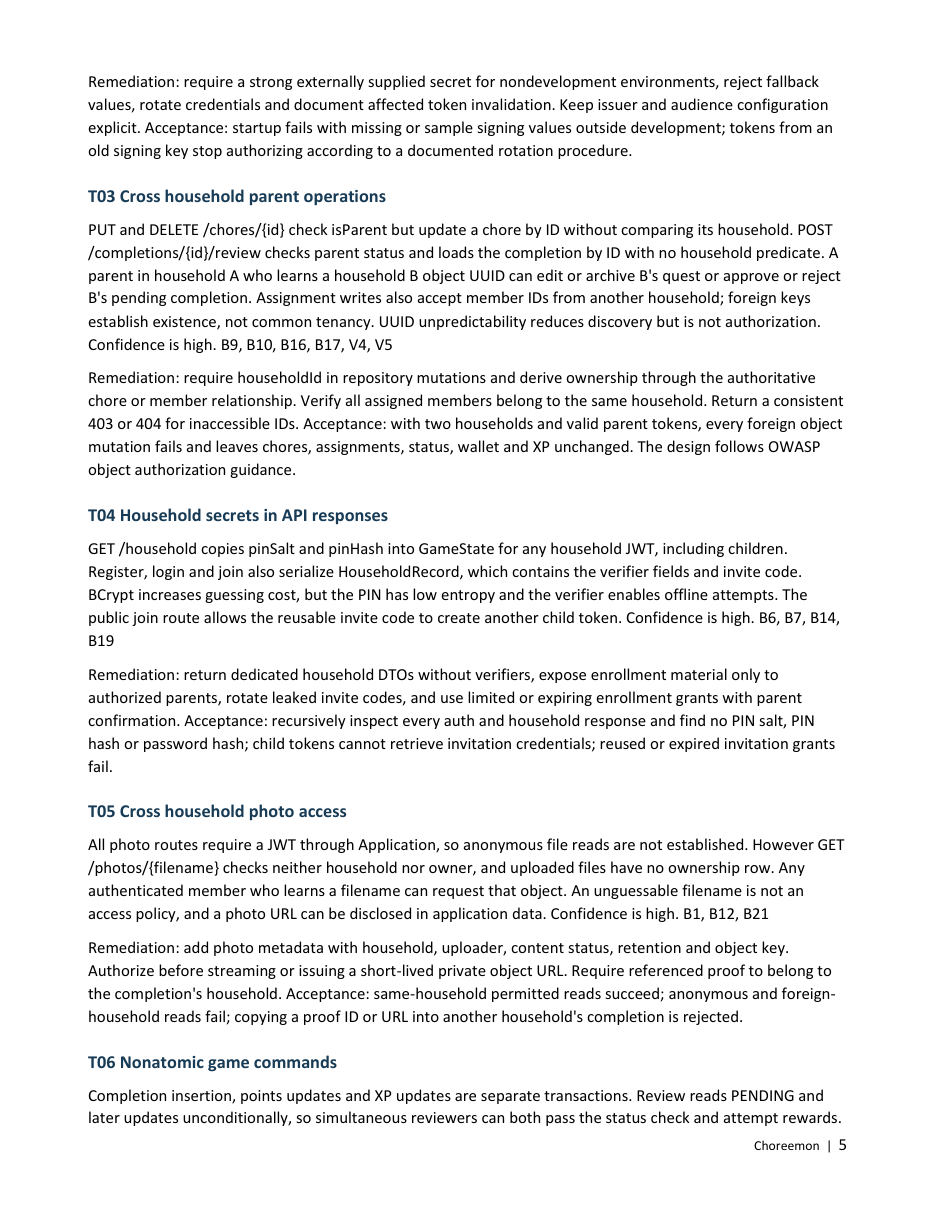 Remediation: require a strong externally supplied secret for nondevelopment environments, reject fallback
values, rotate credentials and document affected token invalidation. Keep issuer and audience configuration
explicit. Acceptance: startup fails with missing or sample signing values outside development; tokens from an
old signing key stop authorizing according to a documented rotation procedure.
T03 Cross household parent operations
PUT and DELETE /chores/{id} check isParent but update a chore by ID without comparing its household. POST
/completions/{id}/review checks parent status and loads the completion by ID with no household predicate. A
parent in household A who learns a household B object UUID can edit or archive B's quest or approve or reject
B's pending completion. Assignment writes also accept member IDs from another household; foreign keys
establish existence, not common tenancy. UUID unpredictability reduces discovery but is not authorization.
Confidence is high. B9, B10, B16, B17, V4, V5
Remediation: require householdId in repository mutations and derive ownership through the authoritative
chore or member relationship. Verify all assigned members belong to the same household. Return a consistent
403 or 404 for inaccessible IDs. Acceptance: with two households and valid parent tokens, every foreign object
mutation fails and leaves chores, assignments, status, wallet and XP unchanged. The design follows OWASP
object authorization guidance.
T04 Household secrets in API responses
GET /household copies pinSalt and pinHash into GameState for any household JWT, including children.
Register, login and join also serialize HouseholdRecord, which contains the verifier fields and invite code.
BCrypt increases guessing cost, but the PIN has low entropy and the verifier enables offline attempts. The
public join route allows the reusable invite code to create another child token. Confidence is high. B6, B7, B14,
B19
Remediation: return dedicated household DTOs without verifiers, expose enrollment material only to
authorized parents, rotate leaked invite codes, and use limited or expiring enrollment grants with parent
confirmation. Acceptance: recursively inspect every auth and household response and find no PIN salt, PIN
hash or password hash; child tokens cannot retrieve invitation credentials; reused or expired invitation grants
fail.
T05 Cross household photo access
All photo routes require a JWT through Application, so anonymous file reads are not established. However GET
/photos/{filename} checks neither household nor owner, and uploaded files have no ownership row. Any
authenticated member who learns a filename can request that object. An unguessable filename is not an
access policy, and a photo URL can be disclosed in application data. Confidence is high. B1, B12, B21
Remediation: add photo metadata with household, uploader, content status, retention and object key.
Authorize before streaming or issuing a short-lived private object URL. Require referenced proof to belong to
the completion's household. Acceptance: same-household permitted reads succeed; anonymous and foreign-
household reads fail; copying a proof ID or URL into another household's completion is rejected.
T06 Nonatomic game commands
Completion insertion, points updates and XP updates are separate transactions. Review reads PENDING and
later updates unconditionally, so simultaneous reviewers can both pass the status check and attempt rewards.
Choreemon | 5